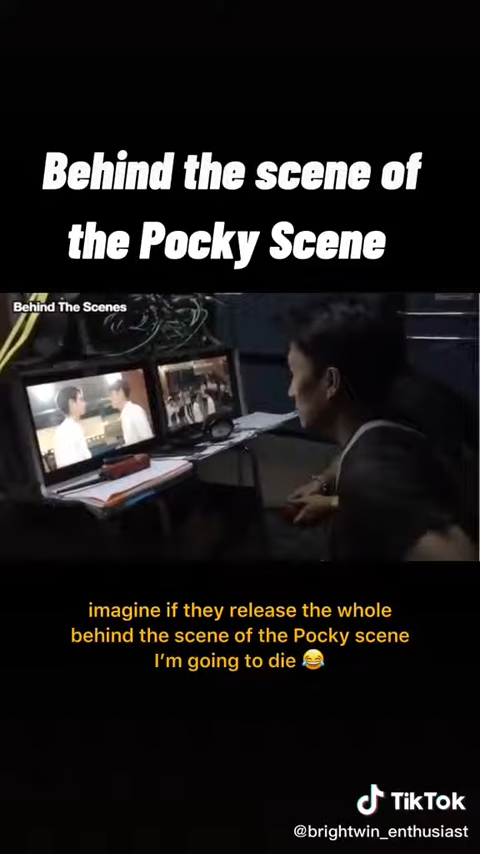 Behind the scene of
the Pocky Scene
Behind The Scenes
imagine if they release the whole
behind the scene of the Pocky scene
I'm going to die 😂
TikTok
@brightwin_enthusiast